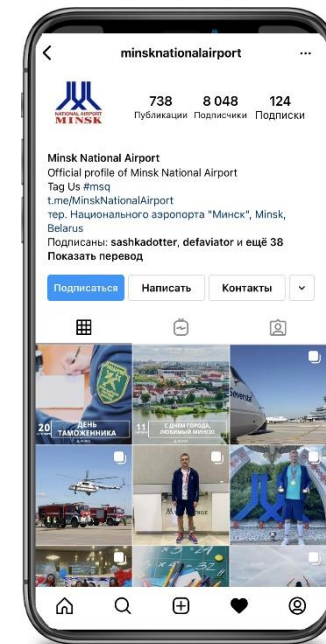 minsknationalairport
NATIONAL AIRPORT
MINSK
738 8 048 124
Публикации Подписчики Подписки
Minsk National Airport
Official profile of Minsk National Airport
Tag Us #msq
t.me/MinskNationalAirport
тер. Национального аэропорта "Минск", Minsk,
Belarus
Подписаны: sashkadotter, defaviator и ещё 38
Показать перевод
Подписаться Написать Контакты
20 ДЕНЬ
ТАМОЖЕННИКА
11 С ДНЕМ ГОРОДА,
ЛЮБИМЫЙ МИНСК!